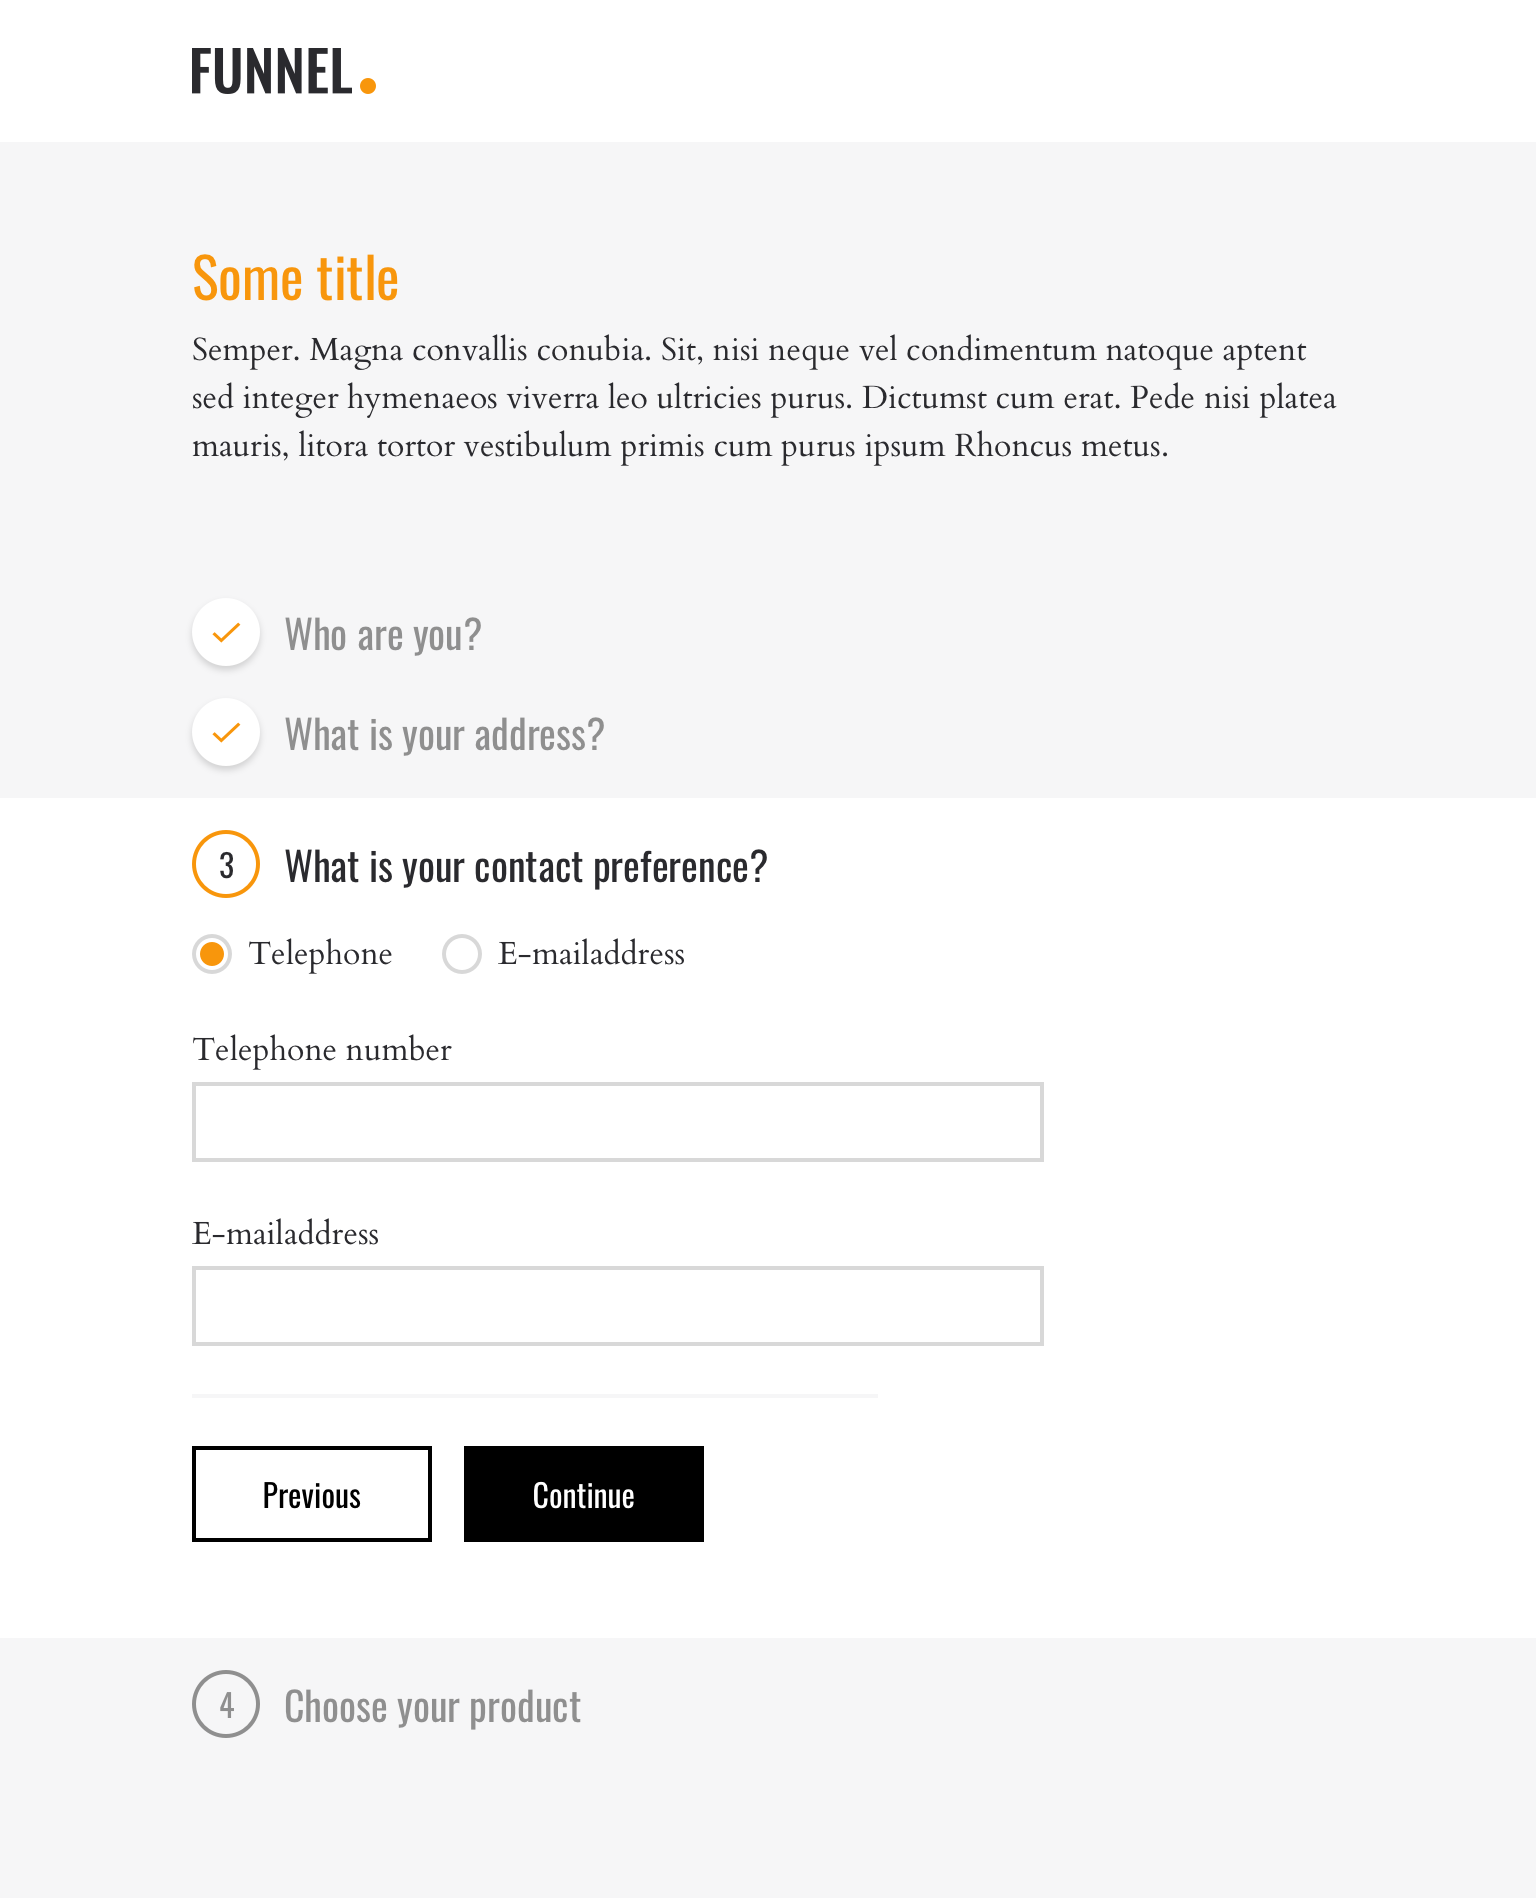 FUNNEL.
Some title
Semper. Magna convallis conubia. Sit, nisi neque vel condimentum natoque aptent
sed integer hymenaeos viverra leo ultricies purus. Dictumst cum erat. Pede nisi platea
mauris, litora tortor vestibulum primis cum purus ipsum Rhoncus metus.
Who are you?
What is your address?
3 What is your contact preference?
Telephone E-mailaddress
Telephone number
E-mailaddress
Previous Continue
4 Choose your product